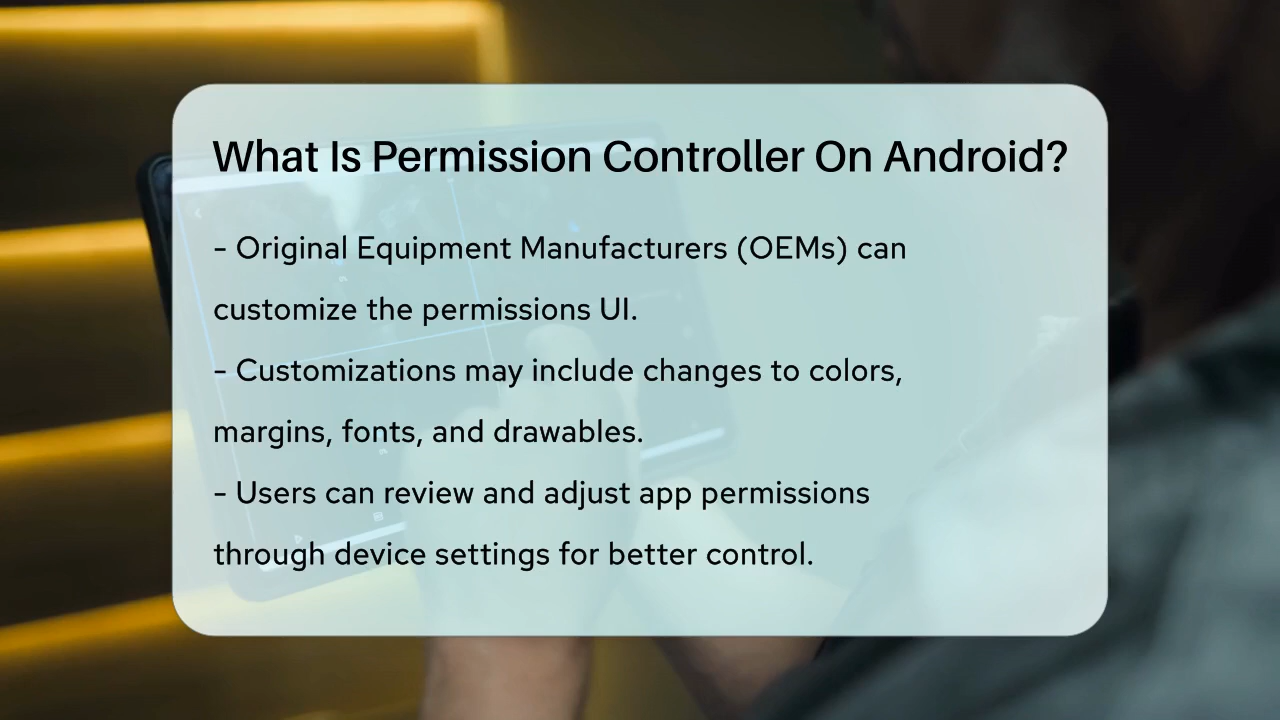 What Is Permission Controller On Android?
– Original Equipment Manufacturers (OEMs) can
customize the permissions UI.
– Customizations may include changes to colors,
margins, fonts, and drawables.
– Users can review and adjust app permissions
through device settings for better control.